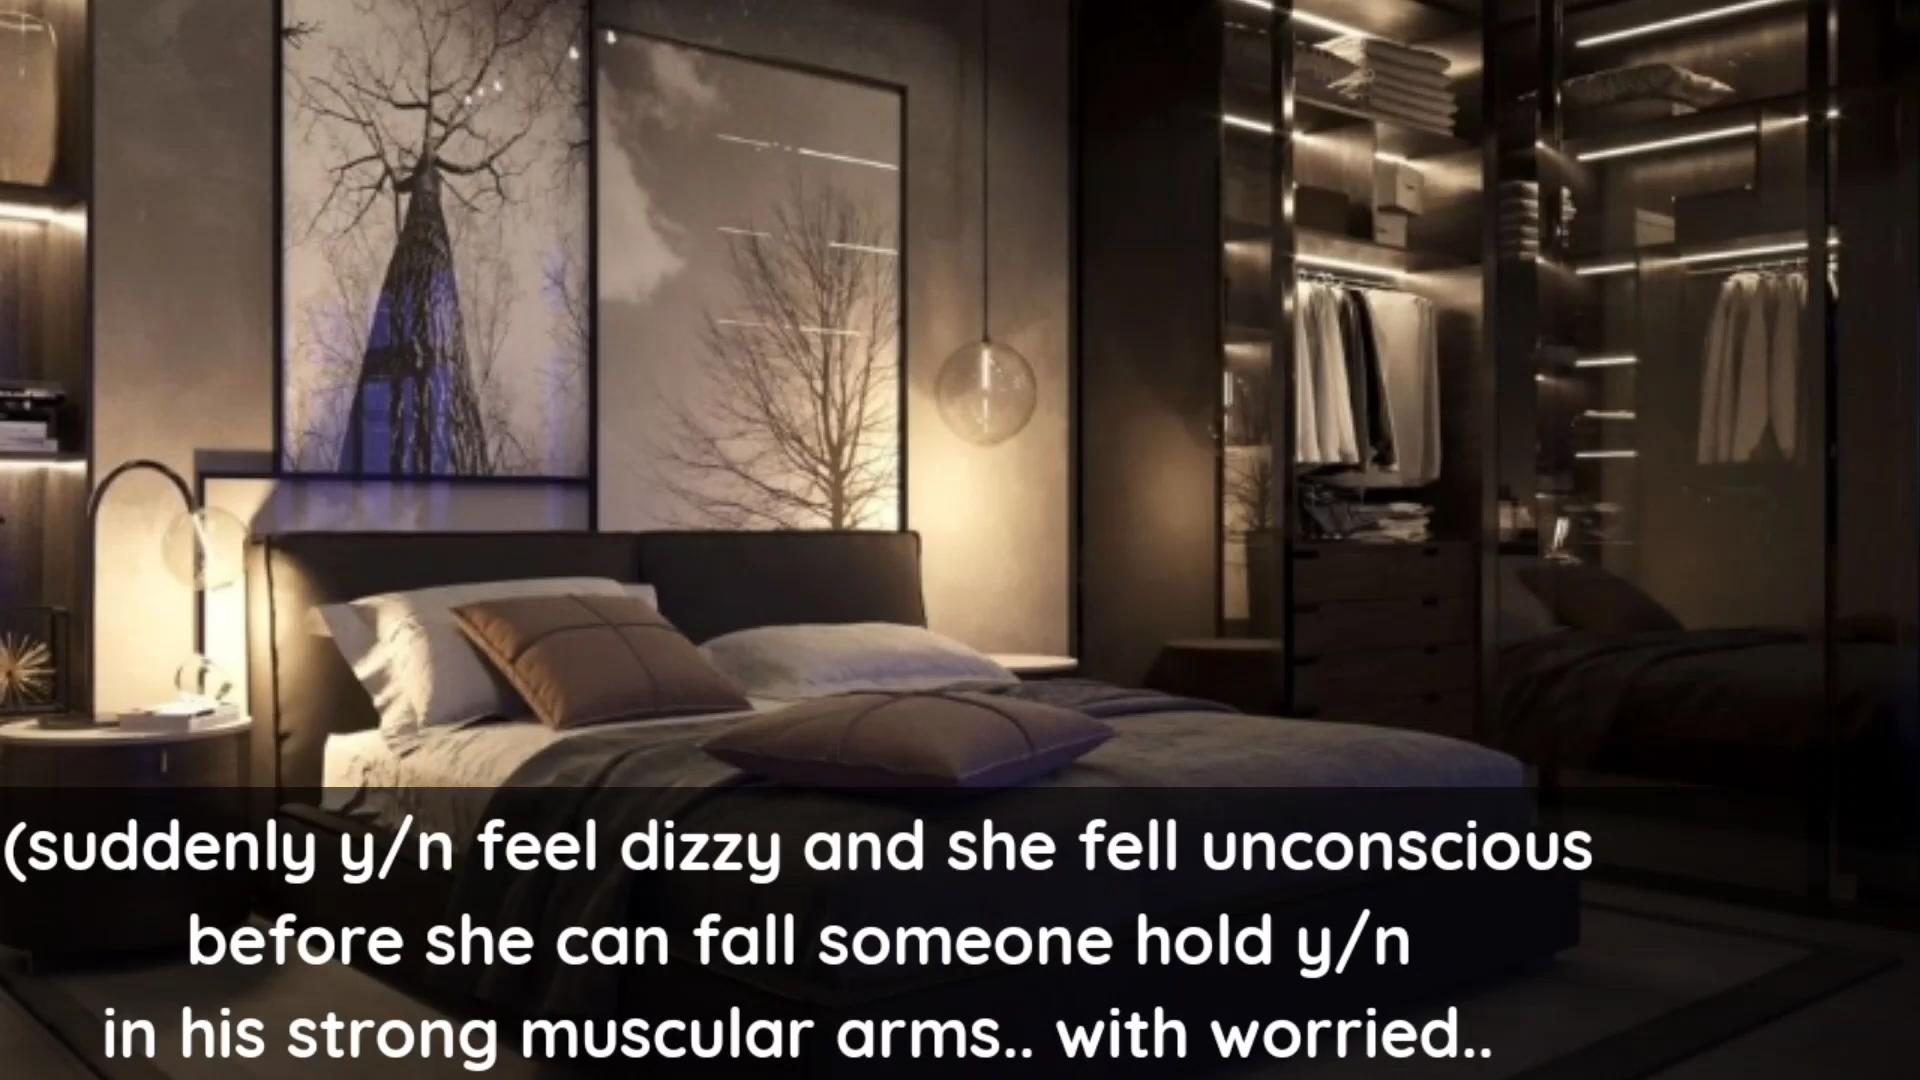 (suddenly y/n feel dizzy and she fell unconscious
before she can fall someone hold y/n
in his strong muscular arms.. with worried..